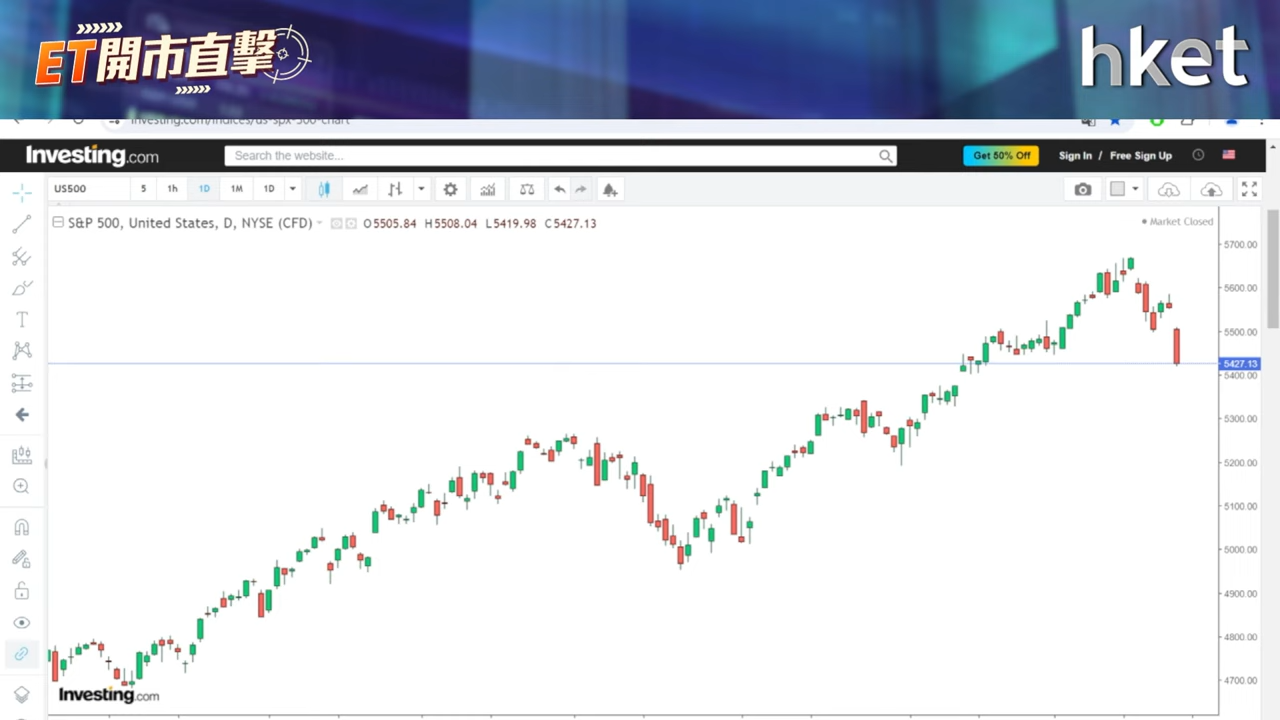 ET開市直擊
hket
investing.com/indices/us-spx-500-chart
Investing.com
Search the website...
Get 50% Off
Sign In / Free Sign Up
US500
5
1h
1D
1M
1D
S&P 500, United States, D, NYSE (CFD)
O5505.84 H5508.04 L5419.98 C5427.13
Market Closed
5700.00
5600.00
5500.00
5427.13
5400.00
5300.00
5200.00
5100.00
5000.00
4900.00
4800.00
4700.00
Investing.com